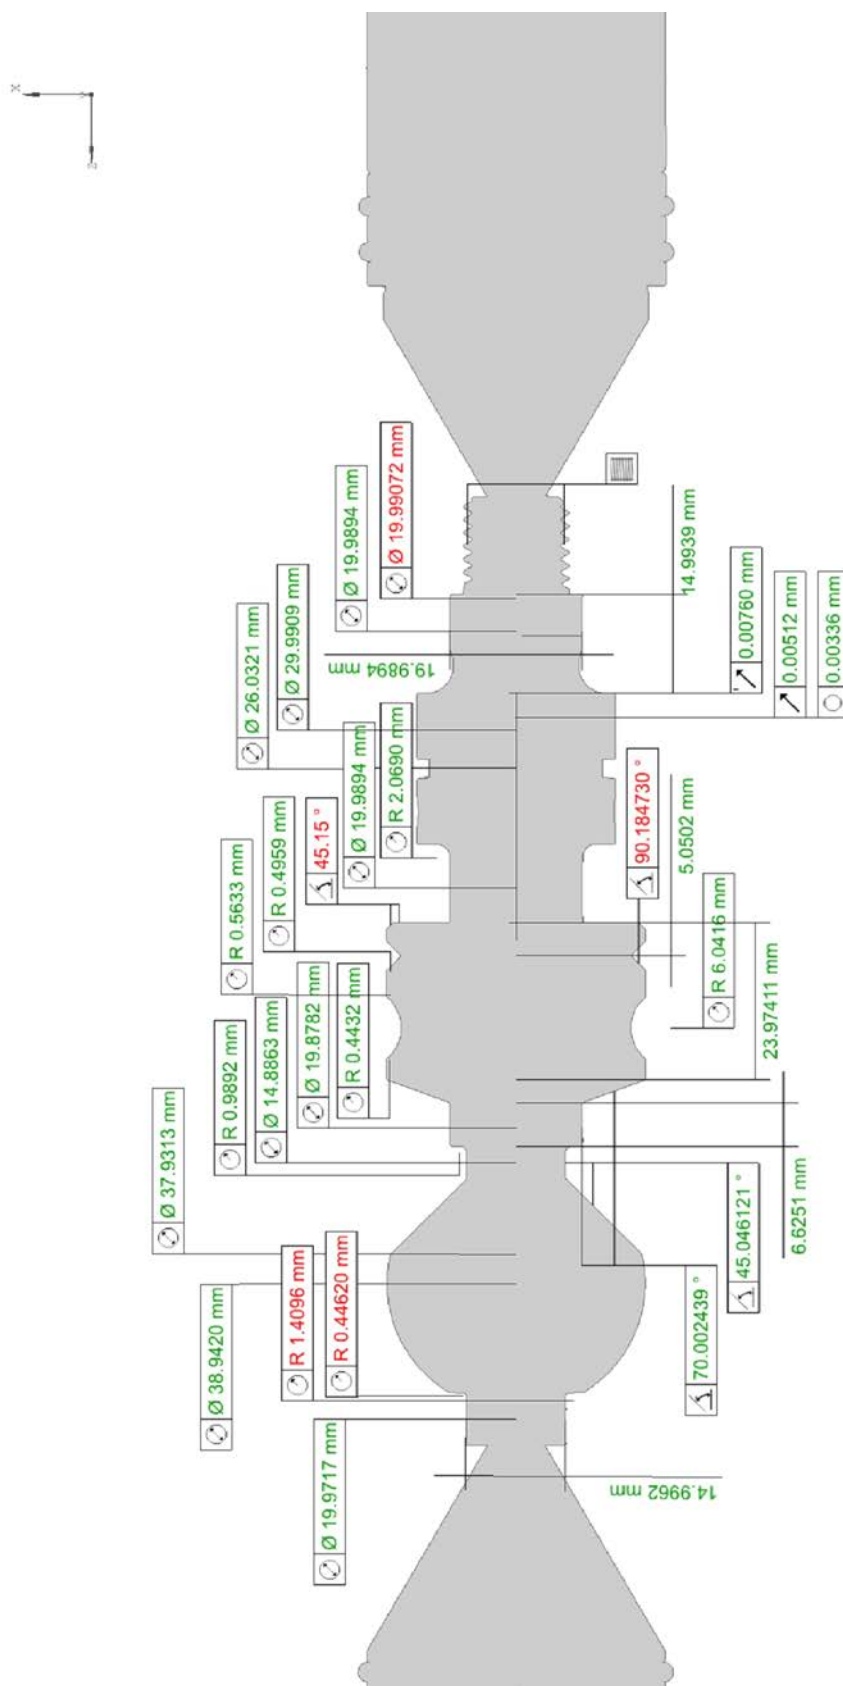 X
Z
Ø 19.99072 mm
Ø 19.9894 mm
Ø 29.9909 mm
Ø 26.0321 mm
14.9939 mm
0.00760 mm
0.00512 mm
0.00336 mm
19.9894 mm
R 2.0690 mm
Ø 19.9894 mm
45.15 °
R 0.4959 mm
R 0.5633 mm
90.184730 °
5.0502 mm
R 6.0416 mm
23.97411 mm
R 0.4432 mm
Ø 19.8782 mm
Ø 14.8863 mm
R 0.9892 mm
Ø 37.9313 mm
6.6251 mm
45.046121 °
70.002439 °
R 0.44620 mm
R 1.4096 mm
Ø 38.9420 mm
Ø 19.9717 mm
14.9962 mm